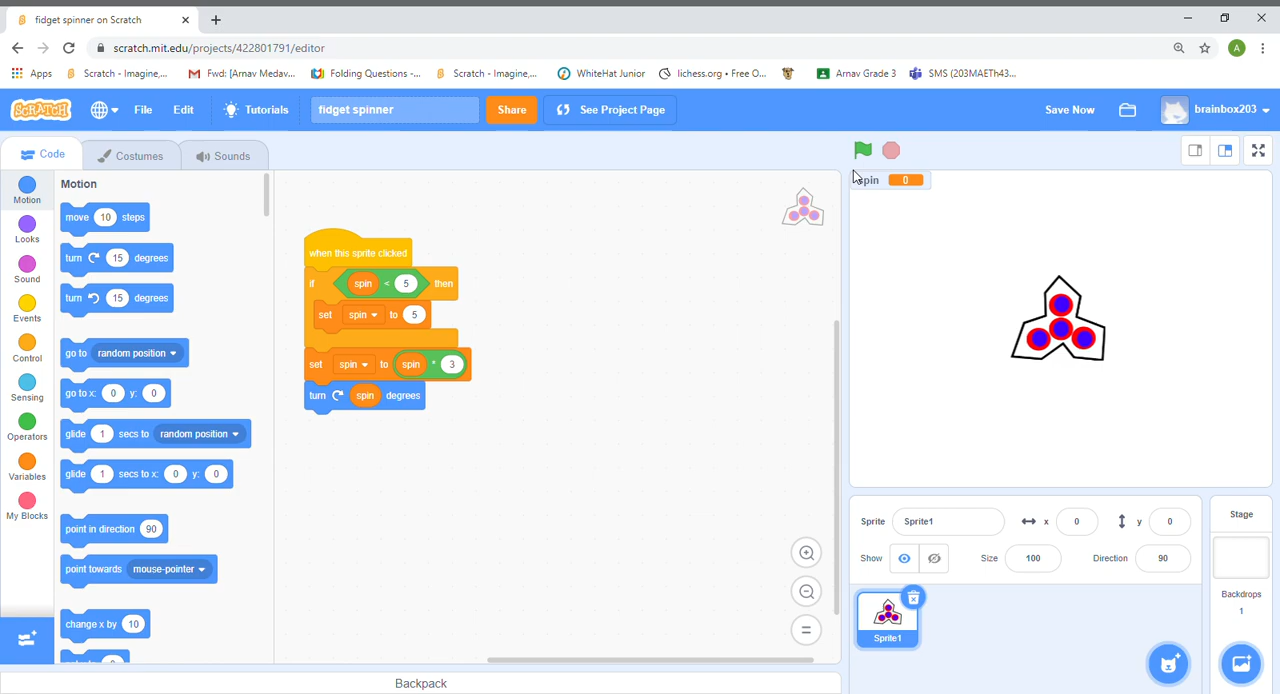 fidget spinner on Scratch
scratch.mit.edu/projects/422801791/editor
A
Apps Scratch - Imagine,... Fwd: [Arnav Medav... Folding Questions -... Scratch - Imagine,... WhiteHat Junior lichess.org • Free O... Arnav Grade 3 SMS (203MAETh43...
SCRATCH File Edit Tutorials fidget spinner Share See Project Page Save Now brainbox203
Code Costumes Sounds
Motion
Looks
Sound
Events
Control
Sensing
Operators
Variables
My Blocks
Motion
move 10 steps
turn 15 degrees
turn 15 degrees
go to random position
go to x: 0 y: 0
glide 1 secs to random position
glide 1 secs to x: 0 y: 0
point in direction 90
point towards mouse-pointer
change x by 10
when this sprite clicked
if spin < 5 then
set spin to 5
set spin to spin * 3
turn spin degrees
Backpack
spin 0
Sprite Sprite1 x 0 y 0
Show Size 100 Direction 90
Sprite1
Stage
Backdrops
1